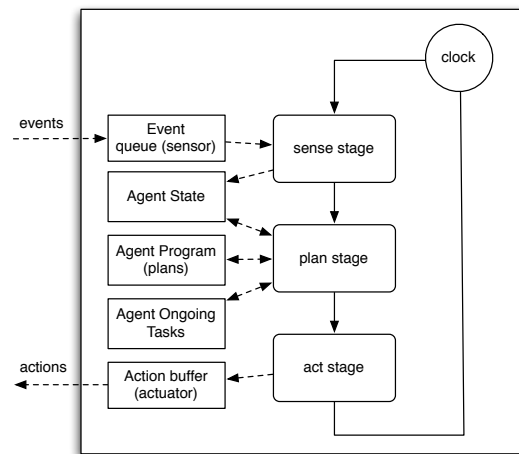 clock
events
Event
queue (sensor)
sense stage
Agent State
Agent Program
(plans)
plan stage
Agent Ongoing
Tasks
act stage
actions
Action buffer
(actuator)